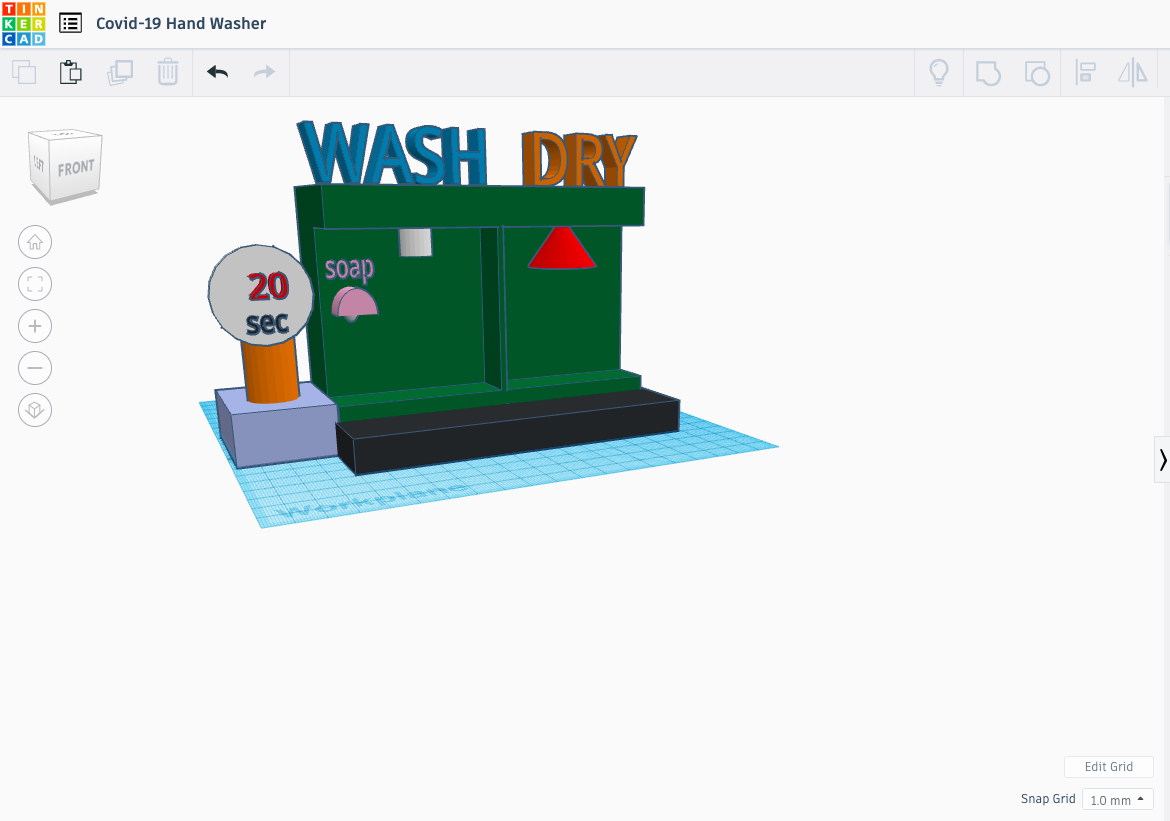 TIN
KER
CAD
Covid-19 Hand Washer
LEFT
FRONT
WASH
DRY
soap
20
sec
Workplane
Edit Grid
Snap Grid
1.0 mm